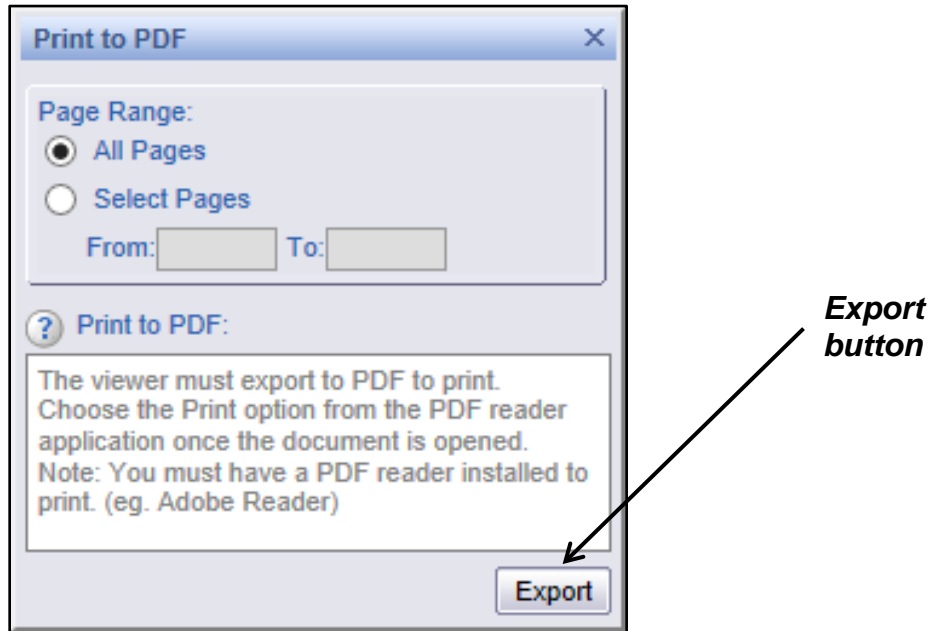 Print to PDF
Page Range:
All Pages
Select Pages
From: To:
Print to PDF:
The viewer must export to PDF to print.
Choose the Print option from the PDF reader
application once the document is opened.
Note: You must have a PDF reader installed to
print. (eg. Adobe Reader)
Export
Export
button